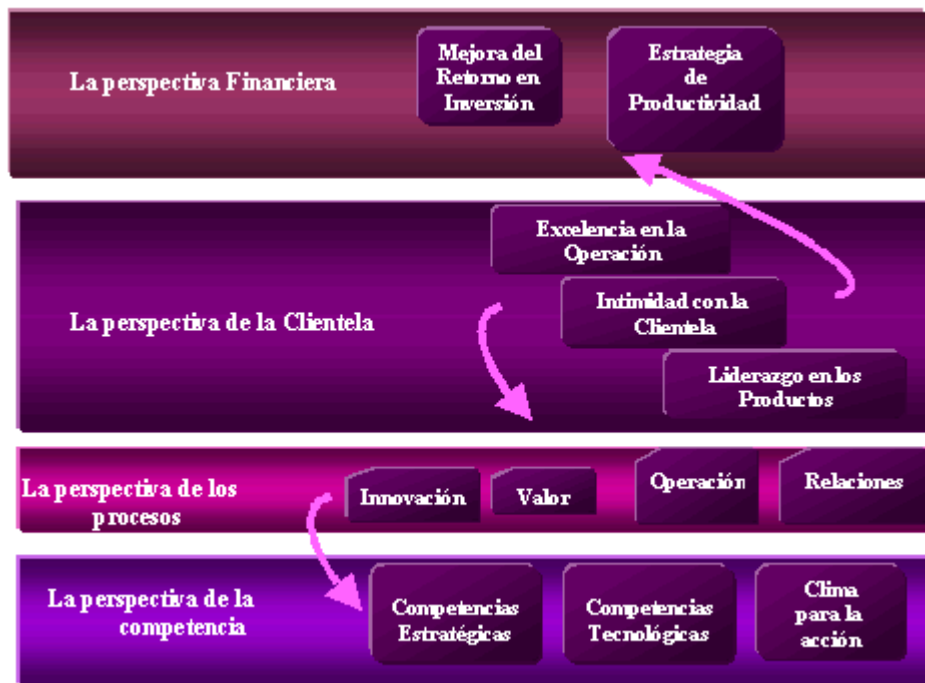 La perspectiva Financiera
Mejora del
Retorno en
Inversión
Estrategia
de
Productividad
La perspectiva de la Clientela
Excelencia en la
Operación
Intimidad con la
Clientela
Liderazgo en los
Productos
La perspectiva de los
procesos
Innovación
Valor
Operación
Relaciones
La perspectiva de la
competencia
Competencias
Estratégicas
Competencias
Tecnológicas
Clima
para la
acción